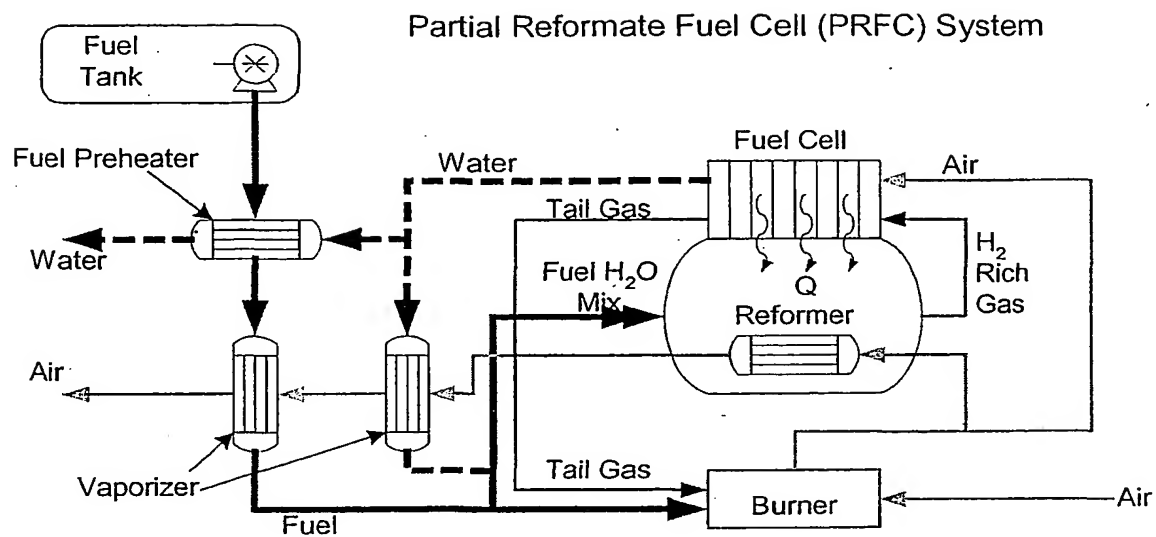 Partial Reformate Fuel Cell (PRFC) System
Fuel
Tank
Fuel Preheater
Water
Fuel Cell
Air
Tail Gas
Water
Fuel H₂O
Mix
Q
H₂
Rich
Gas
Reformer
Air
Vaporizer
Tail Gas
Burner
Air
Fuel